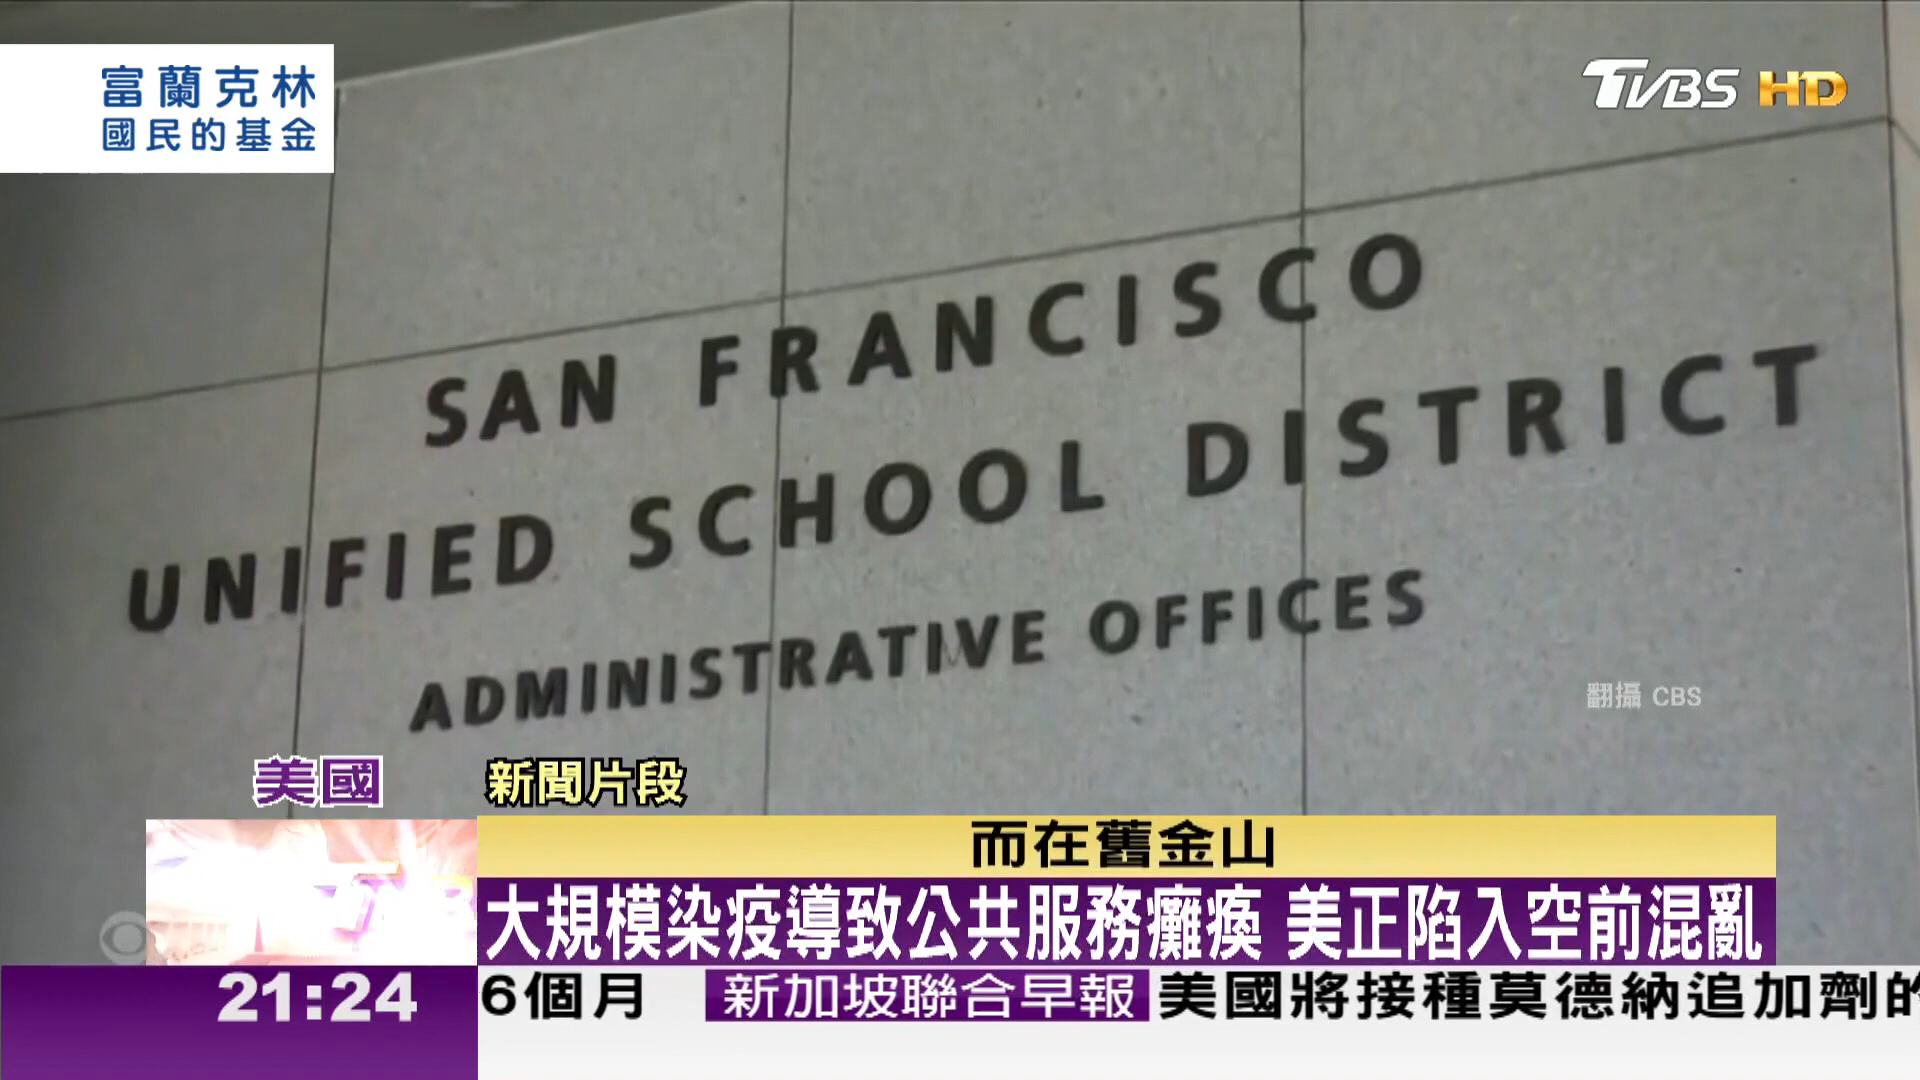 富蘭克林
國民的基金
TVBS HD
SAN FRANCISCO
UNIFIED SCHOOL DISTRICT
ADMINISTRATIVE OFFICES
翻攝 CBS
美國
新聞片段
而在舊金山
大規模染疫導致公共服務癱瘓 美正陷入空前混亂
21:24
6個月 新加坡聯合早報 美國將接種莫德納追加劑的